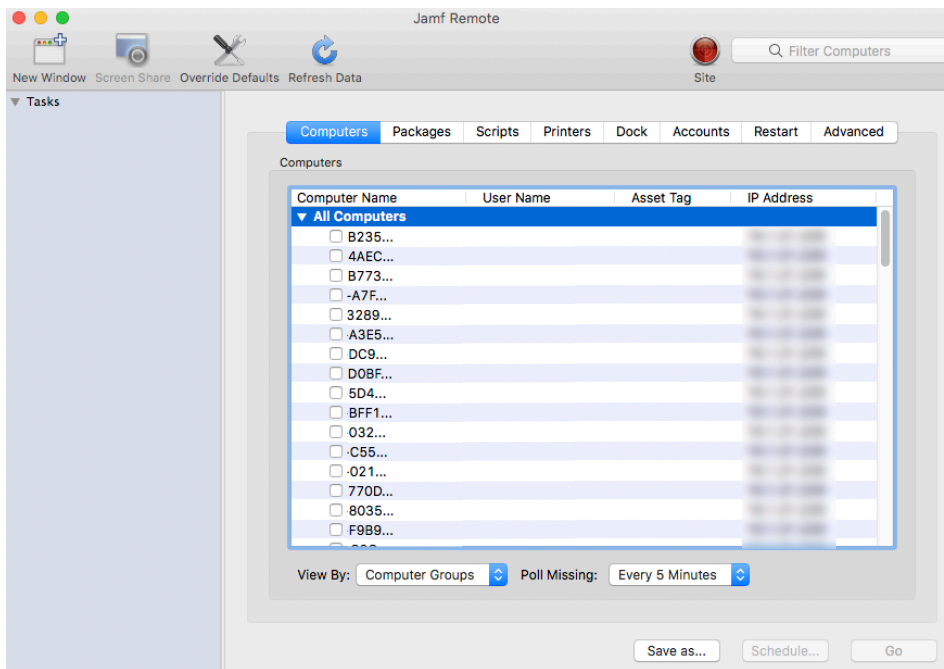 Jamf Remote
New Window Screen Share Override Defaults Refresh Data Site Filter Computers
Tasks
Computers Packages Scripts Printers Dock Accounts Restart Advanced
Computers
Computer Name User Name Asset Tag IP Address
All Computers
B235...
4AEC...
B773...
-A7F...
3289...
A3E5...
DC9...
D0BF...
5D4...
BFF1...
032...
C55...
021...
770D...
8035...
F9B9...
View By: Computer Groups Poll Missing: Every 5 Minutes
Save as... Schedule... Go